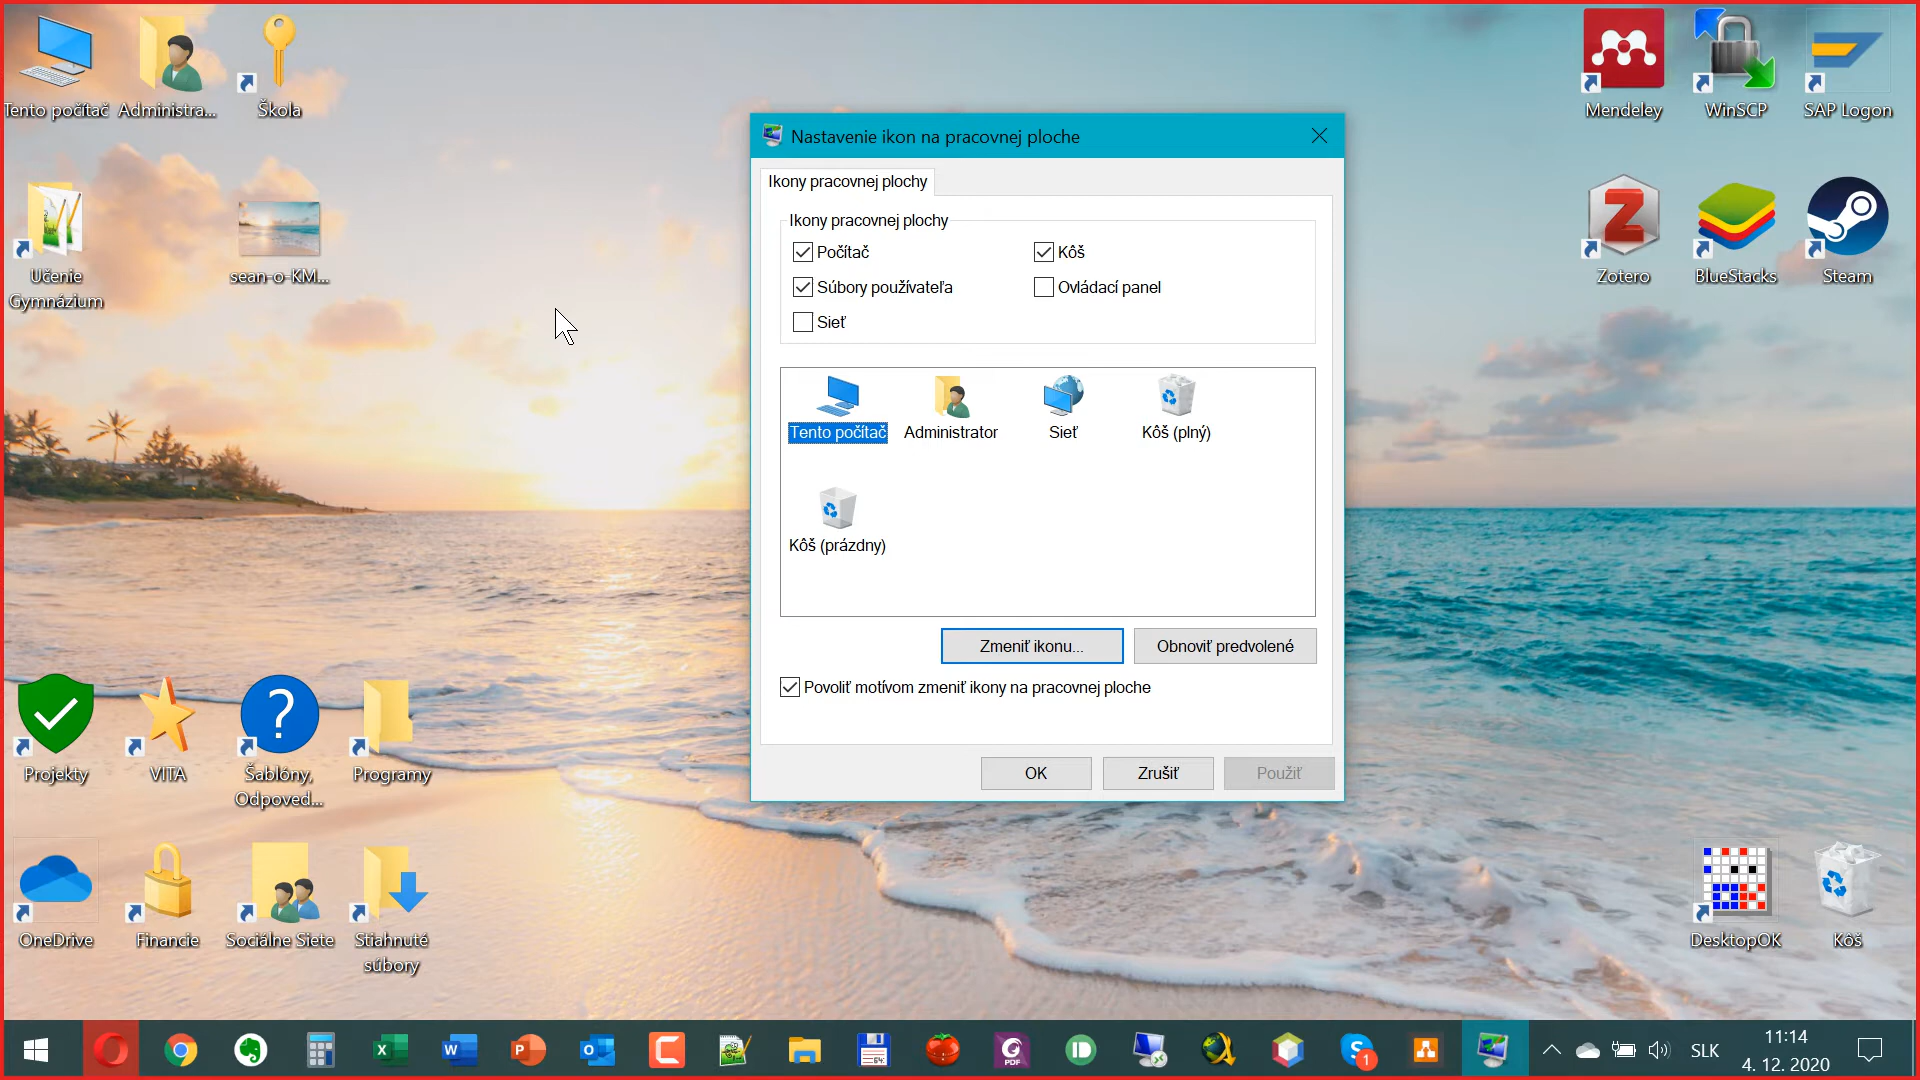 Tento počítač
Administra...
Škola
Mendeley
WinSCP
SAP Logon
Učenie
Gymnázium
sean-o-KM...
Zotero
BlueStacks
Steam
Nastavenie ikon na pracovnej ploche
Ikony pracovnej plochy
Ikony pracovnej plochy
Počítač
Kôš
Súbory používateľa
Ovládací panel
Sieť
Tento počítač
Administrator
Sieť
Kôš (plný)
Kôš (prázdny)
Zmeniť ikonu...
Obnoviť predvolené
Povoliť motívom zmeniť ikony na pracovnej ploche
OK
Zrušiť
Použiť
Projekty
VITA
Šablóny,
Odpoved...
Programy
OneDrive
Financie
Sociálne Siete
Stiahnuté
súbory
DesktopOK
Kôš
SLK
11:14
4. 12. 2020